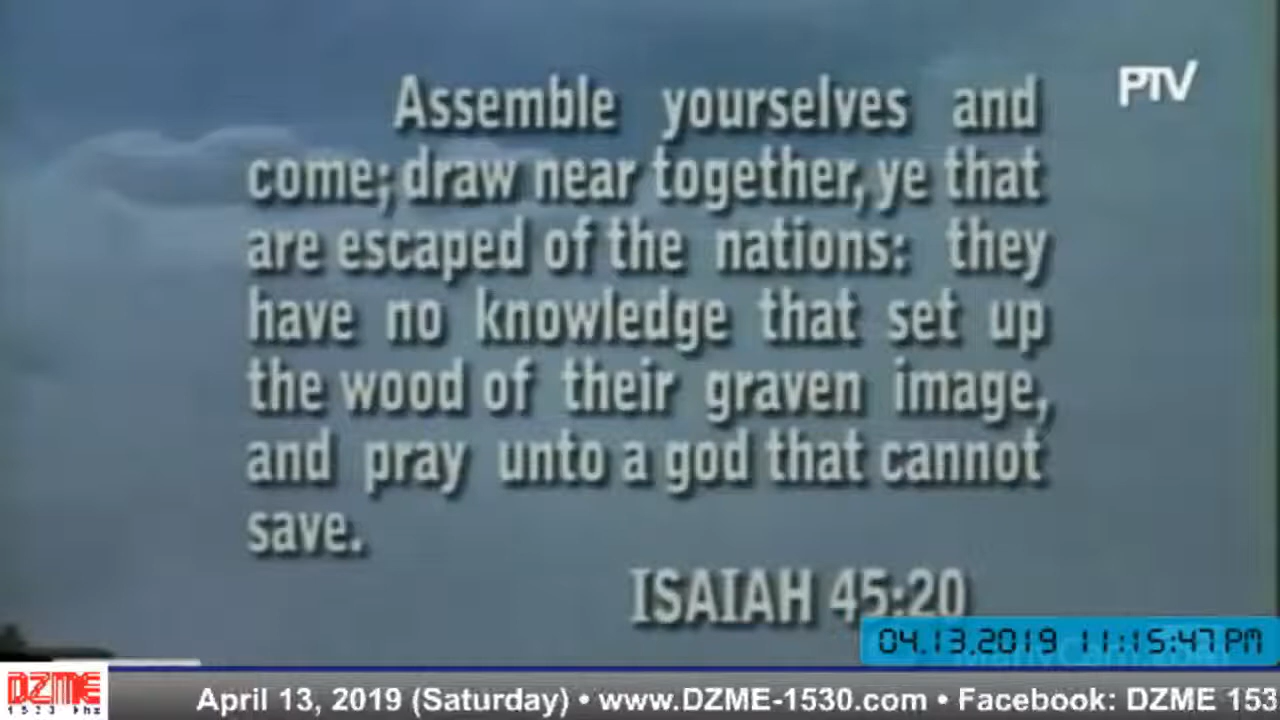 PTV
Assemble yourselves and
come; draw near together, ye that
are escaped of the nations: they
have no knowledge that set up
the wood of their graven image,
and pray unto a god that cannot
save.
ISAIAH 45:20
04.13.2019 11:15:47 PM
DZME
1530 khz
April 13, 2019 (Saturday) • www.DZME-1530.com • Facebook: DZME 153